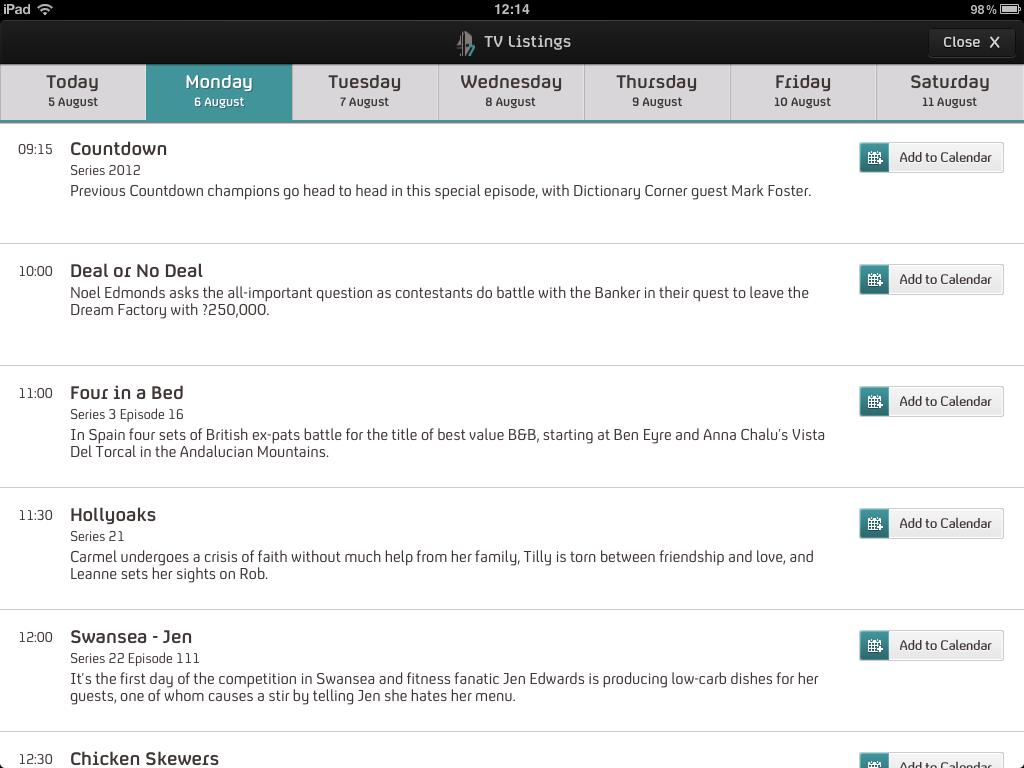 iPad 12:14 98%
TV Listings Close X
Today Monday Tuesday Wednesday Thursday Friday Saturday
5 August 6 August 7 August 8 August 9 August 10 August 11 August
09:15 Countdown Add to Calendar
Series 2012
Previous Countdown champions go head to head in this special episode, with Dictionary Corner guest Mark Foster.
10:00 Deal or No Deal Add to Calendar
Noel Edmonds asks the all-important question as contestants do battle with the Banker in their quest to leave the
Dream Factory with ?250,000.
11:00 Four in a Bed Add to Calendar
Series 3 Episode 16
In Spain four sets of British ex-pats battle for the title of best value B&B, starting at Ben Eyre and Anna Chalu's Vista
Del Torcal in the Andalucian Mountains.
11:30 Hollyoaks Add to Calendar
Series 21
Carmel undergoes a crisis of faith without much help from her family, Tilly is torn between friendship and love, and
Leanne sets her sights on Rob.
12:00 Swansea - Jen Add to Calendar
Series 22 Episode 111
It's the first day of the competition in Swansea and fitness fanatic Jen Edwards is producing low-carb dishes for her
guests, one of whom causes a stir by telling Jen she hates her menu.
12:30 Chicken Skewers Add to Calendar